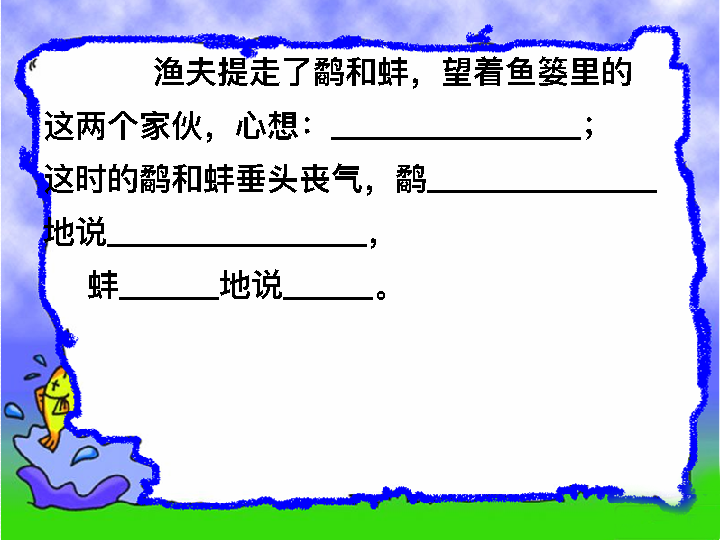 渔夫提走了鹬和蚌，望着鱼篓里的
这两个家伙，心想：________________；
这时的鹬和蚌垂头丧气，鹬_______________
地说_________________，
蚌______地说______。